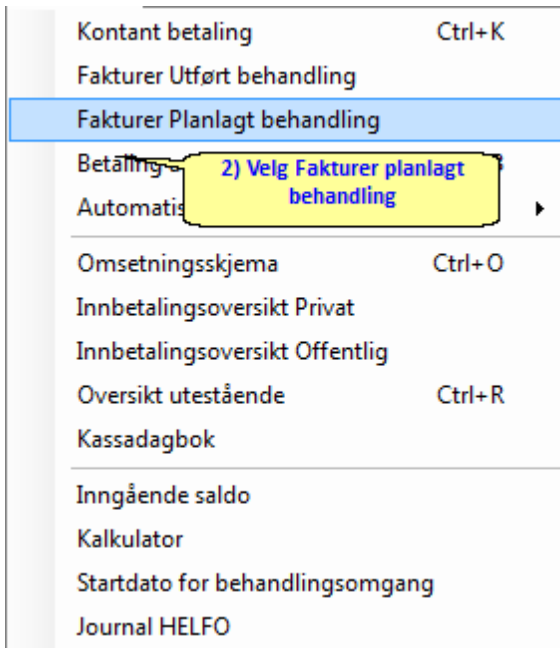 Kontant betaling Ctrl+K
Fakturer Utført behandling
Fakturer Planlagt behandling
2) Velg Fakturer planlagt
behandling
Omsetningsskjema Ctrl+O
Innbetalingsoversikt Privat
Innbetalingsoversikt Offentlig
Oversikt utestående Ctrl+R
Kassadagbok
Inngående saldo
Kalkulator
Startdato for behandlingsomgang
Journal HELFO